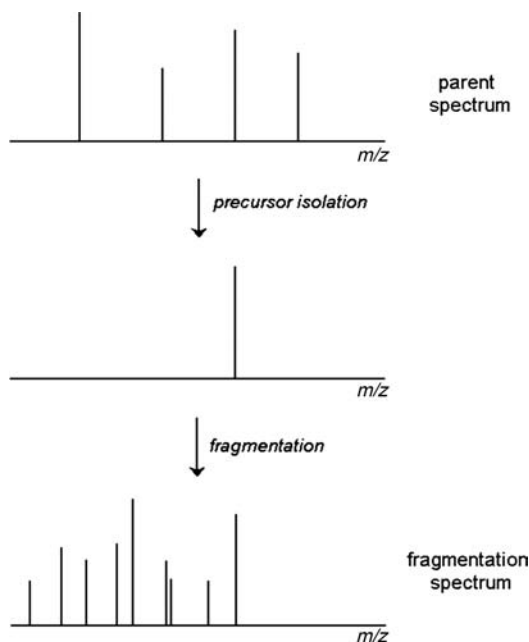 parent
spectrum
m/z
precursor isolation
m/z
fragmentation
fragmentation
spectrum
m/z